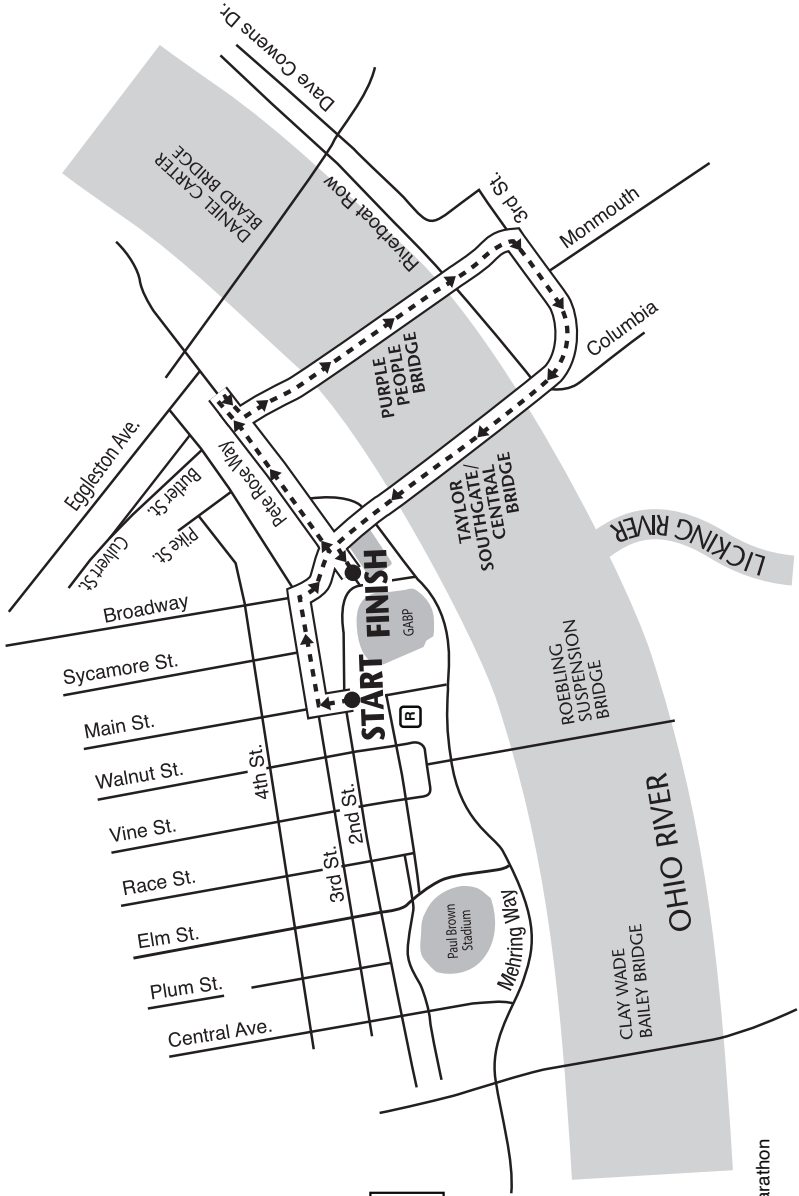 Dave Cowens Dr.
DANIEL CARTER
BEARD BRIDGE
Riverboat Row
3rd St.
Monmouth
Columbia
PURPLE
PEOPLE
BRIDGE
Eggleston Ave.
Butler St.
Pete Rose Way
Culvert St.
Pike St.
TAYLOR
SOUTHGATE/
CENTRAL
BRIDGE
LICKING RIVER
Broadway
FINISH
GABP
START
R
Sycamore St.
Main St.
Walnut St.
4th St.
Vine St.
2nd St.
Race St.
3rd St.
Elm St.
Plum St.
Central Ave.
Paul Brown
Stadium
Mehring Way
ROEBLING
SUSPENSION
BRIDGE
OHIO RIVER
CLAY WADE
BAILEY BRIDGE
arathon